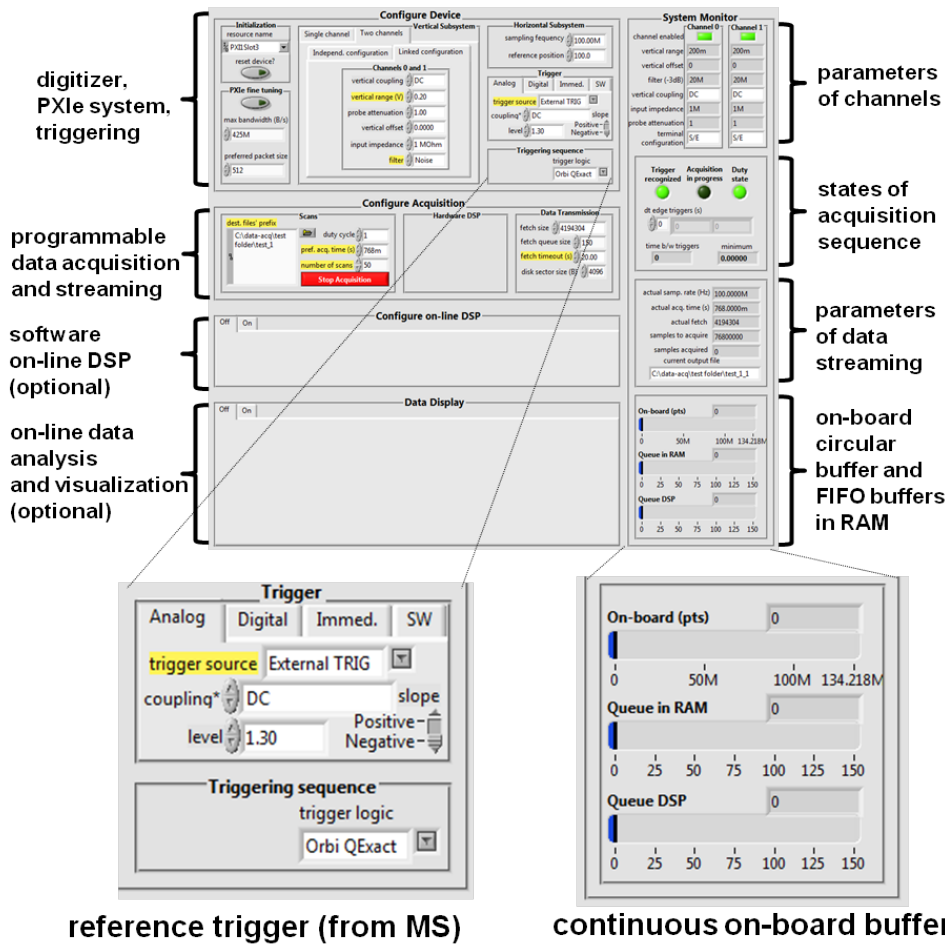 Configure Device
System Monitor
digitizer,
PXIe system,
triggering
Initialization
resource name
PXI1Slot3
reset device?
PXIe fine tuning
max bandwidth (B/s)
425M
preferred packet size
512
Vertical Subsystem
Single channel
Two channels
Independ. configuration
Linked configuration
Channels 0 and 1
vertical coupling DC
vertical range (V) 0.20
probe attenuation 1.00
vertical offset 0.0000
input impedance 1 MOhm
filter Noise
Horizontal Subsystem
sampling fequency 100.00M
reference position 100.0
Trigger
Analog Digital Immed. SW
trigger source External TRIG
coupling* DC slope
level 1.30 Positive
Negative
Triggering sequence
trigger logic
Orbi QExact
Channel 0 Channel 1
channel enabled
vertical range 200m 200m
vertical offset 0 0
filter (-3dB) 20M 20M
vertical coupling DC DC
input impedance 1M 1M
probe attenuation 1 1
terminal
configuration S/E S/E
parameters
of channels
Trigger
recognized
Acquisition
in progress
Duty
state
dt edge triggers (s)
0 0 0
time b/w triggers minimum
0 0.00000
states of
acquisition
sequence
programmable
data acquisition
and streaming
Configure Acquisition
Scans
dest. files' prefix
C:\data-acq\test
folder\test_1
duty cycle 1
pref. acq. time (s) 768m
number of scans 50
Stop Acquisition
Hardware DSP
Data Transmission
fetch size 4194304
fetch queue size 150
fetch timeout (s) 20.00
disk sector size (B) 4096
actual samp. rate (Hz) 100.0000M
actual acq. time (s) 768.0000m
actual fetch 4194304
samples to acquire 76800000
samples acquired 0
current output file
C:\data-acq\test folder\test_1_1
parameters
of data
streaming
software
on-line DSP
(optional)
Configure on-line DSP
Off On
on-line data
analysis
and visualization
(optional)
Data Display
Off On
On-board (pts) 0
0 50M 100M 134.218M
Queue in RAM 0
0 25 50 75 100 125 150
Queue DSP 0
0 25 50 75 100 125 150
on-board
circular
buffer and
FIFO buffers
in RAM
Trigger
Analog Digital Immed. SW
trigger source External TRIG
coupling* DC slope
level 1.30 Positive
Negative
Triggering sequence
trigger logic
Orbi QExact
reference trigger (from MS)
On-board (pts) 0
0 50M 100M 134.218M
Queue in RAM 0
0 25 50 75 100 125 150
Queue DSP 0
0 25 50 75 100 125 150
continuous on-board buffer